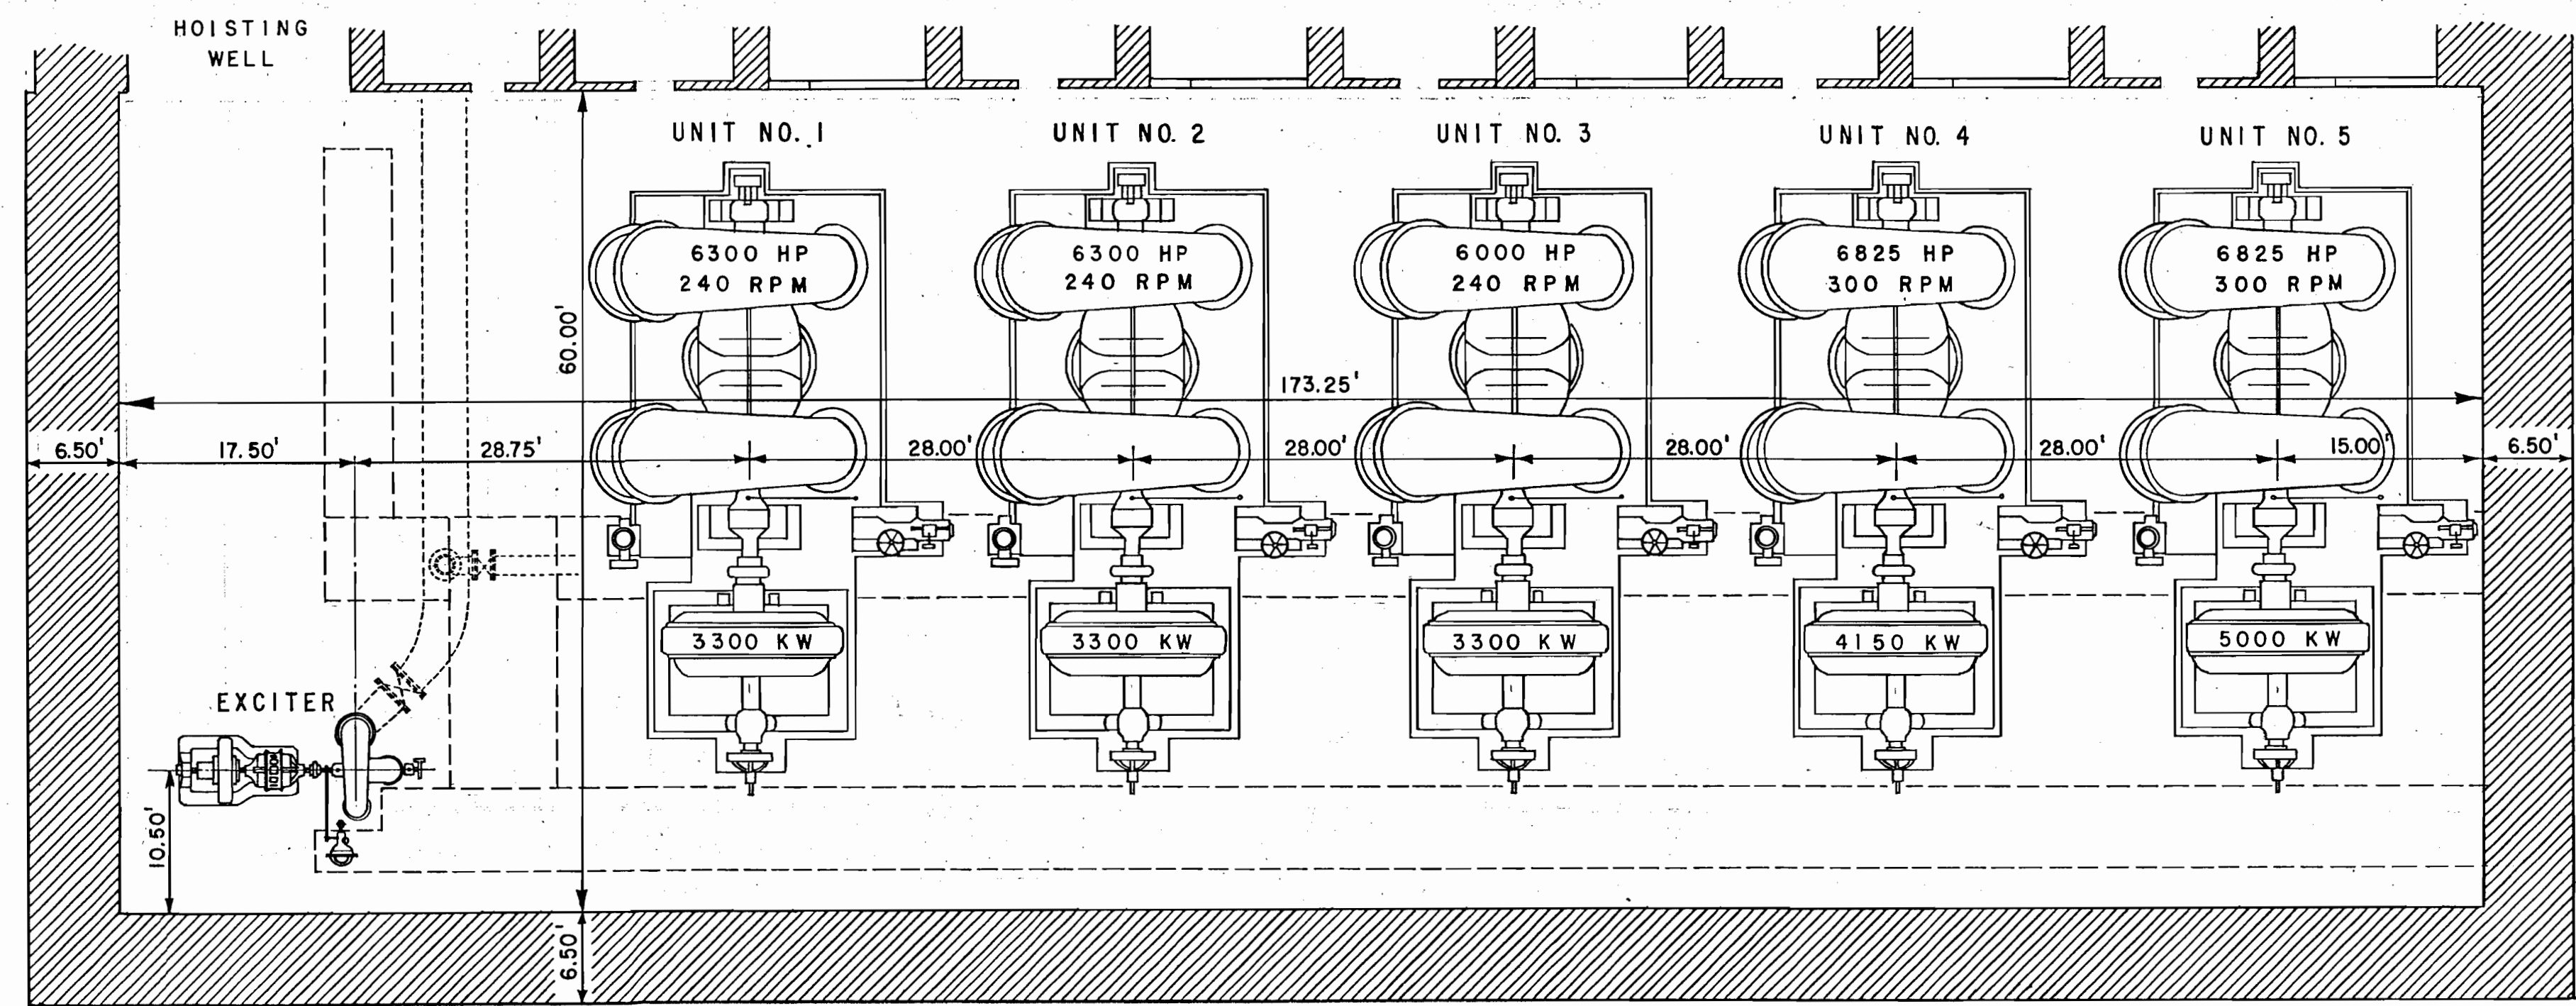 HOISTING
WELL
UNIT NO. 1
UNIT NO. 2
UNIT NO. 3
UNIT NO. 4
UNIT NO. 5
6300 HP
240 RPM
6300 HP
240 RPM
6000 HP
240 RPM
6825 HP
300 RPM
6825 HP
300 RPM
60.00'
173.25'
6.50'
17.50'
28.75'
28.00'
28.00'
28.00'
28.00'
15.00'
6.50'
3300 KW
3300 KW
3300 KW
4150 KW
5000 KW
EXCITER
10.50'
6.50'